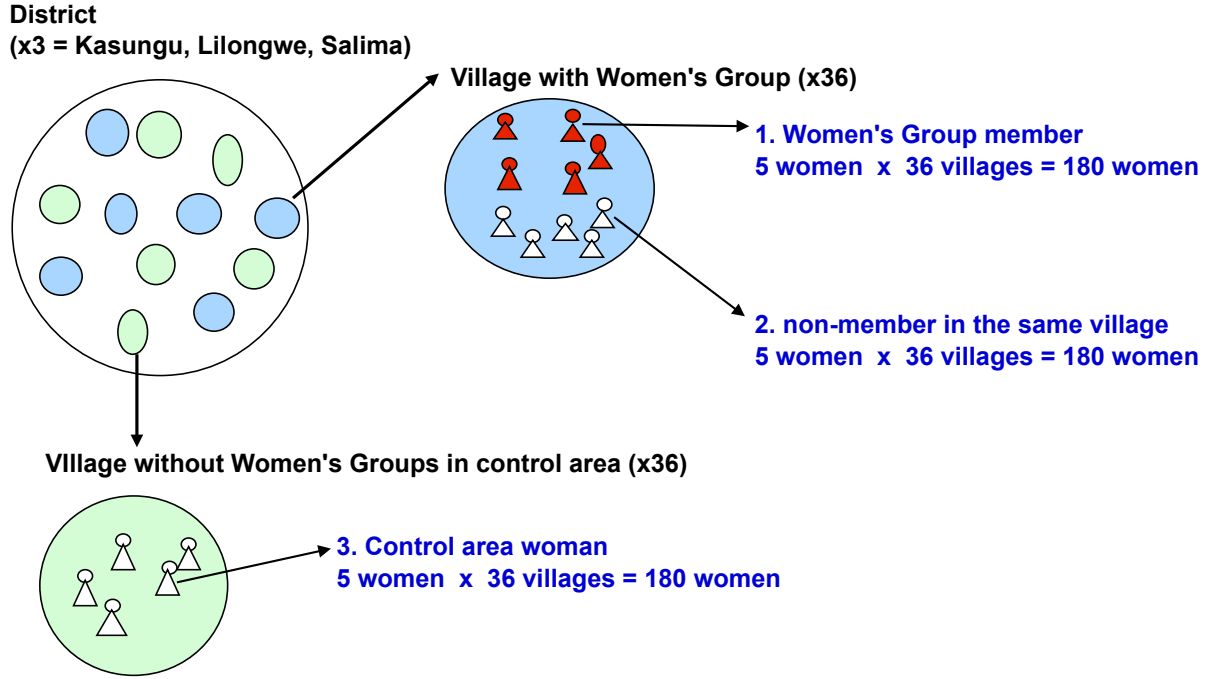 District
(x3 = Kasungu, Lilongwe, Salima)
Village with Women's Group (x36)
1. Women's Group member
5 women x 36 villages = 180 women
2. non-member in the same village
5 women x 36 villages = 180 women
VIllage without Women's Groups in control area (x36)
3. Control area woman
5 women x 36 villages = 180 women